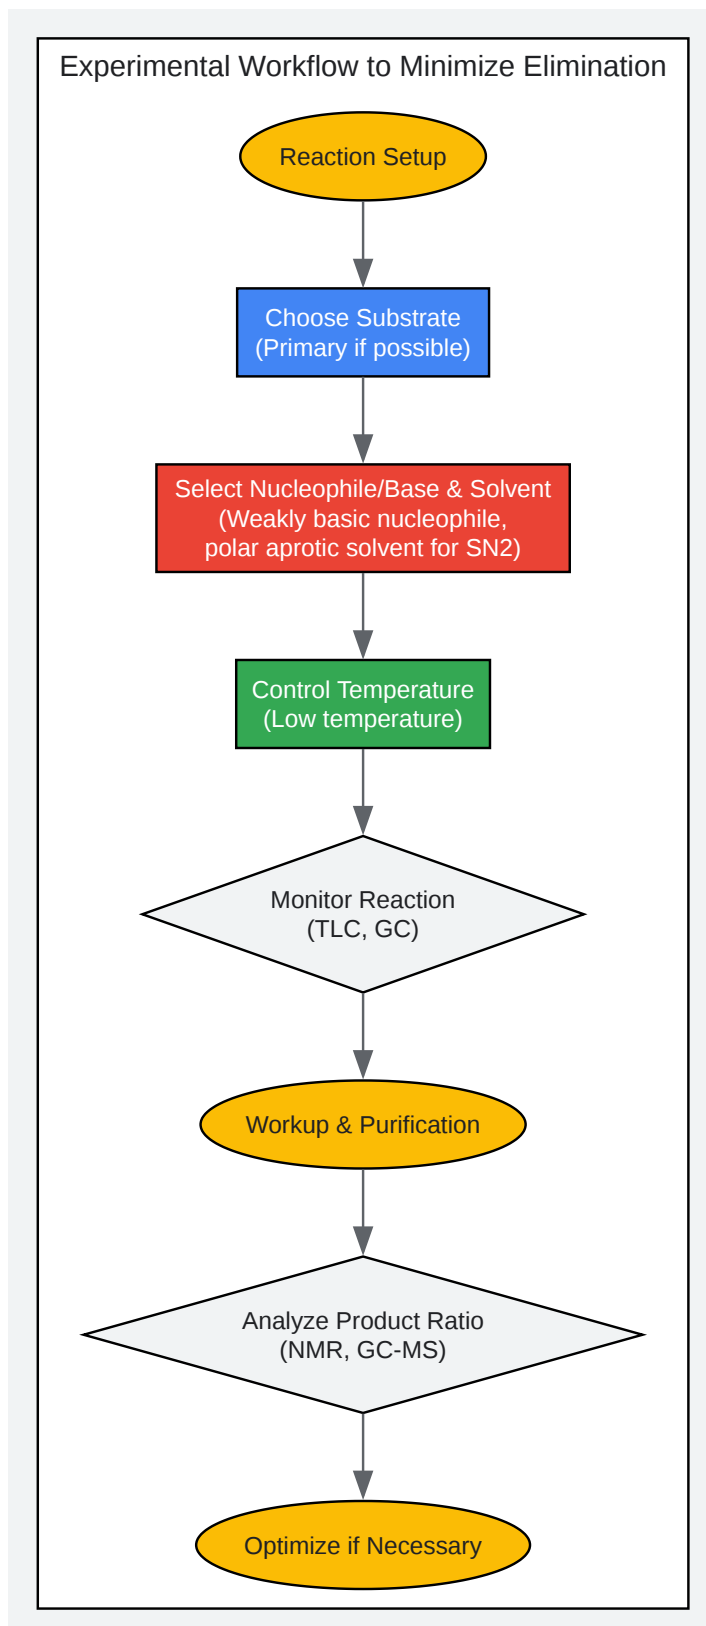 Experimental Workflow to Minimize Elimination
Reaction Setup
Choose Substrate
(Primary if possible)
Select Nucleophile/Base & Solvent
(Weakly basic nucleophile,
polar aprotic solvent for SN2)
Control Temperature
(Low temperature)
Monitor Reaction
(TLC, GC)
Workup & Purification
Analyze Product Ratio
(NMR, GC-MS)
Optimize if Necessary